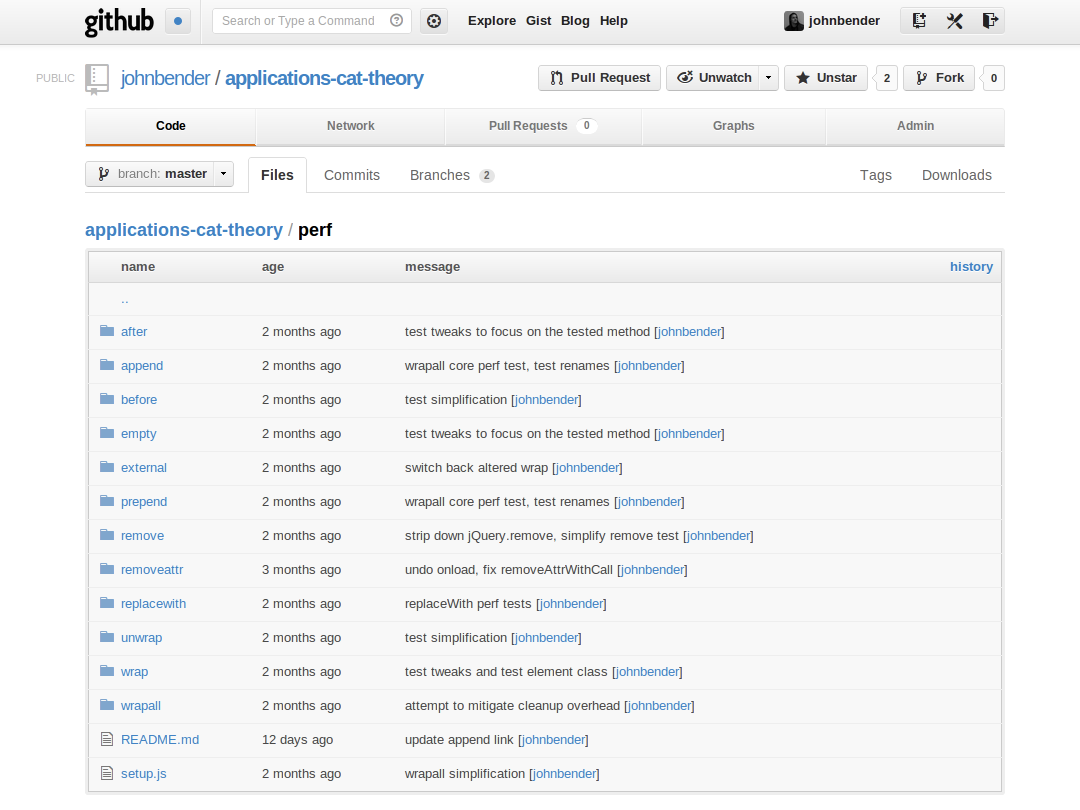 github Search or Type a Command Explore Gist Blog Help johnbender
PUBLIC johnbender / applications-cat-theory Pull Request Unwatch Unstar 2 Fork 0
Code Network Pull Requests 0 Graphs Admin
branch: master Files Commits Branches 2 Tags Downloads
applications-cat-theory / perf
name age message history
..
after 2 months ago test tweaks to focus on the tested method [johnbender]
append 2 months ago wrapall core perf test, test renames [johnbender]
before 2 months ago test simplification [johnbender]
empty 2 months ago test tweaks to focus on the tested method [johnbender]
external 2 months ago switch back altered wrap [johnbender]
prepend 2 months ago wrapall core perf test, test renames [johnbender]
remove 2 months ago strip down jQuery.remove, simplify remove test [johnbender]
removeattr 3 months ago undo onload, fix removeAttrWithCall [johnbender]
replacewith 2 months ago replaceWith perf tests [johnbender]
unwrap 2 months ago test simplification [johnbender]
wrap 2 months ago test tweaks and test element class [johnbender]
wrapall 2 months ago attempt to mitigate cleanup overhead [johnbender]
README.md 12 days ago update append link [johnbender]
setup.js 2 months ago wrapall simplification [johnbender]